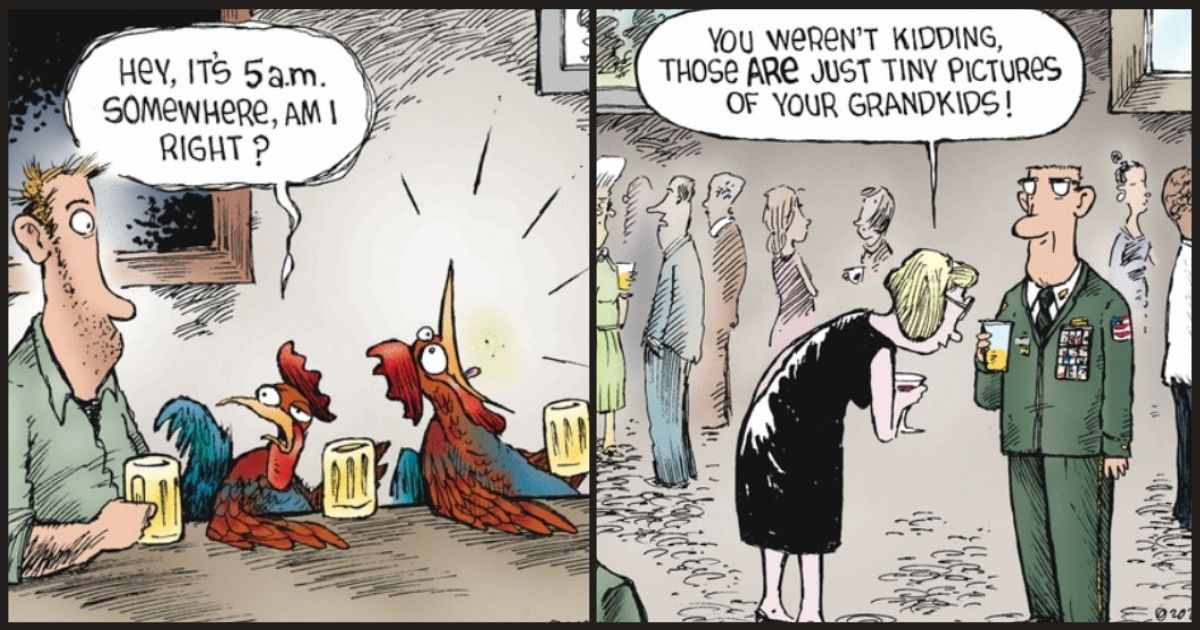 HEY, IT'S 5 a.m.
SOMEWHERE, AM I
RIGHT?
YOU WEREN'T KIDDING,
THOSE ARE JUST TINY PICTURES
OF YOUR GRANDKIDS!